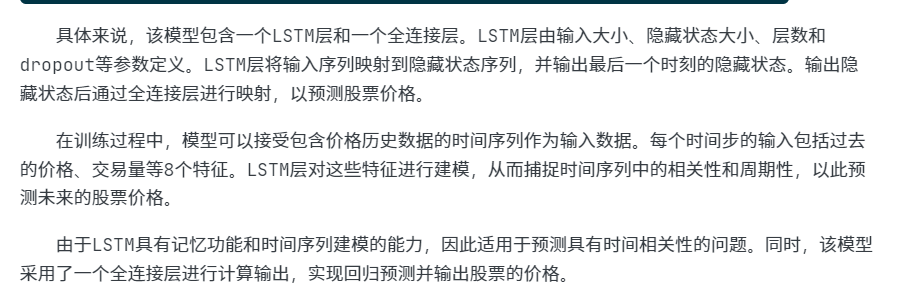 具体来说，该模型包含一个LSTM层和一个全连接层。LSTM层由输入大小、隐藏状态大小、层数和
dropout等参数定义。LSTM层将输入序列映射到隐藏状态序列，并输出最后一个时刻的隐藏状态。输出隐
藏状态后通过全连接层进行映射，以预测股票价格。
在训练过程中，模型可以接受包含价格历史数据的时间序列作为输入数据。每个时间步的输入包括过去
的价格、交易量等8个特征。LSTM层对这些特征进行建模，从而捕捉时间序列中的相关性和周期性，以此预
测未来的股票价格。
由于LSTM具有记忆功能和时间序列建模的能力，因此适用于预测具有时间相关性的问题。同时，该模型
采用了一个全连接层进行计算输出，实现回归预测并输出股票的价格。